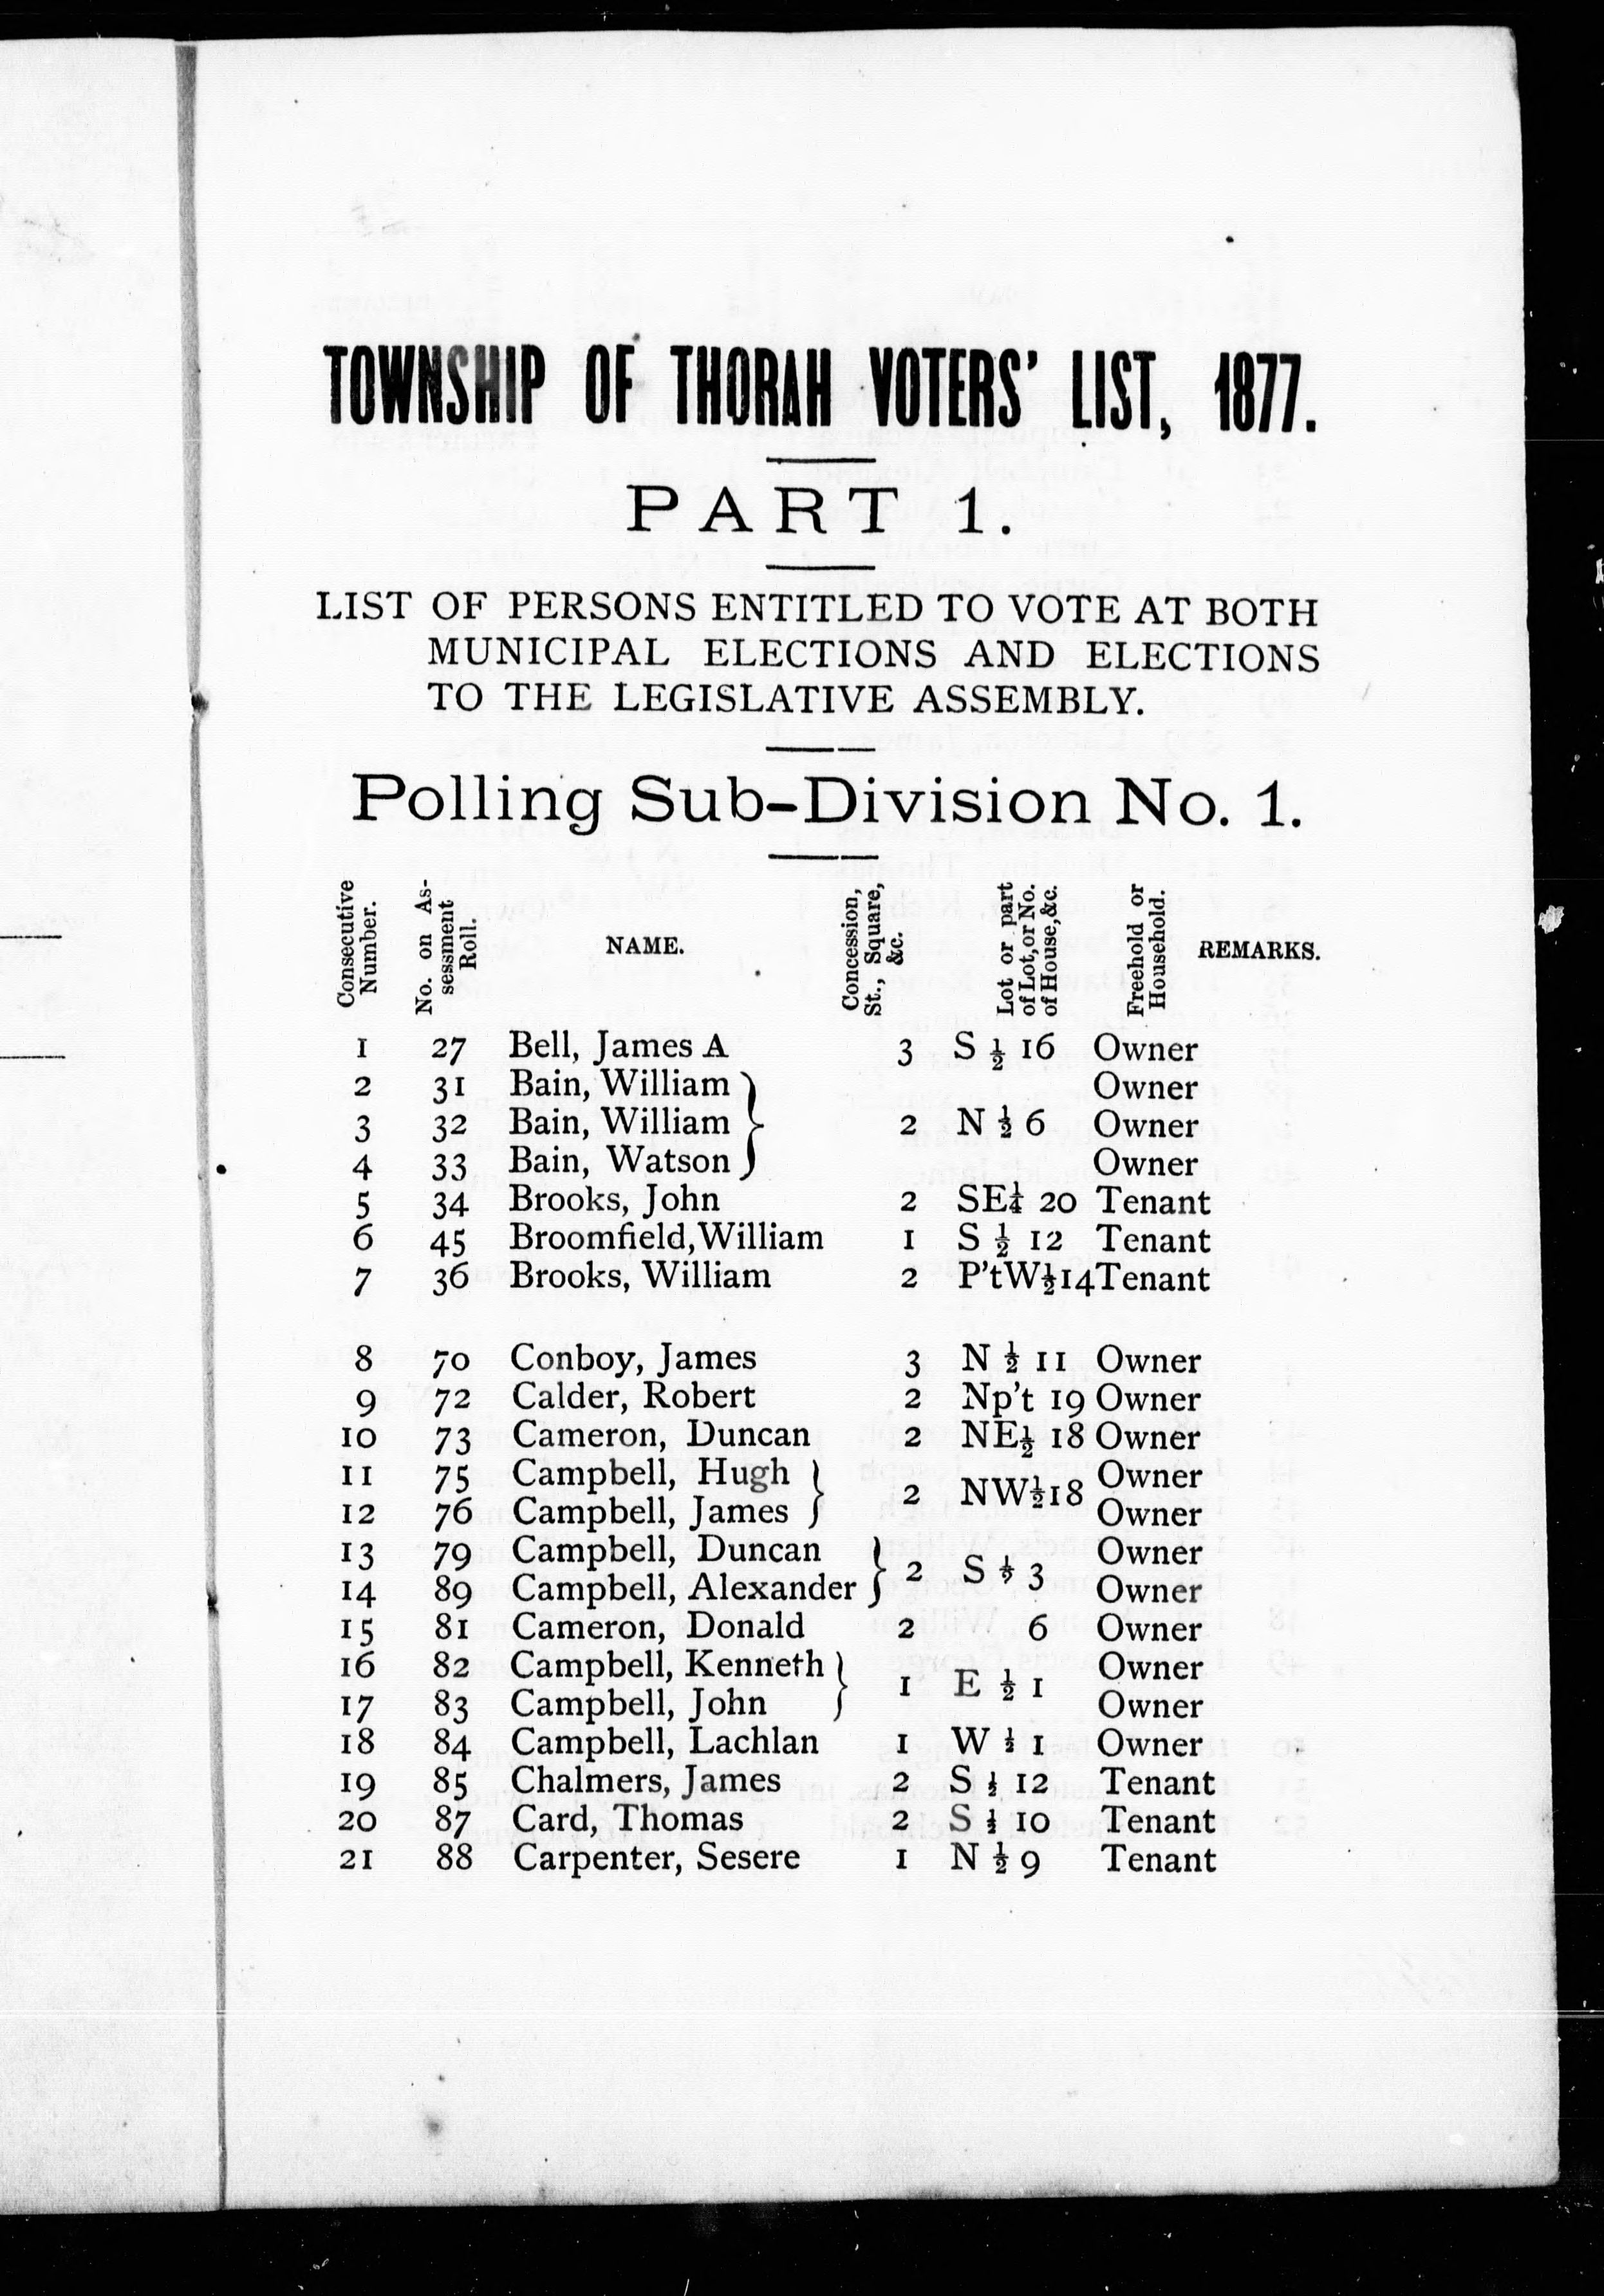 TOWNSHIP OF THORAH VOTERS' LIST, 1877.
PART 1.
LIST OF PERSONS ENTITLED TO VOTE AT BOTH
MUNICIPAL ELECTIONS AND ELECTIONS
TO THE LEGISLATIVE ASSEMBLY.
Polling Sub-Division No. 1.
Consecutive Number. No. on Assessment Roll. NAME. Concession, St., Square, &c. Lot or part of Lot, or No. of House, &c. Freehold or Household. REMARKS.
1 27 Bell, James A 3 S ½ 16 Owner
2 31 Bain, William Owner
3 32 Bain, William 2 N ½ 6 Owner
4 33 Bain, Watson Owner
5 34 Brooks, John 2 SE¼ 20 Tenant
6 45 Broomfield, William 1 S ½ 12 Tenant
7 36 Brooks, William 2 P't W½ 14 Tenant
8 70 Conboy, James 3 N ½ 11 Owner
9 72 Calder, Robert 2 Np't 19 Owner
10 73 Cameron, Duncan 2 NE½ 18 Owner
11 75 Campbell, Hugh Owner
2 NW½ 18
12 76 Campbell, James Owner
13 79 Campbell, Duncan Owner
2 S 3
14 89 Campbell, Alexander Owner
15 81 Cameron, Donald 2 6 Owner
16 82 Campbell, Kenneth Owner
1 E ½ 1
17 83 Campbell, John Owner
18 84 Campbell, Lachlan 1 W ½ 1 Owner
19 85 Chalmers, James 2 S ½ 12 Tenant
20 87 Card, Thomas 2 S ½ 10 Tenant
21 88 Carpenter, Sesere 1 N ½ 9 Tenant